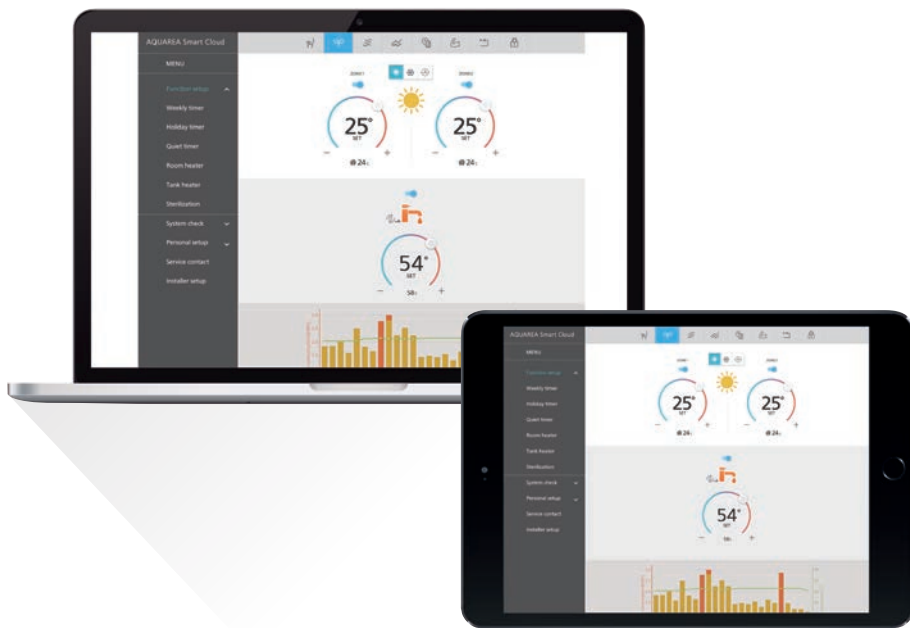 AQUAREA Smart Cloud
MENU
Function setup
Weekly timer
Holiday timer
Quiet timer
Room heater
Tank heater
Sterilization
System check
Personal setup
Service contact
Installer setup
ZONE1
ZONE2
25°
SET
24
25°
SET
24
54°
SET
58
AQUAREA Smart Cloud
MENU
Function setup
Weekly timer
Holiday timer
Quiet timer
Room heater
Tank heater
Sterilization
System check
Personal setup
Service contact
Installer setup
25°
SET
24
25°
SET
24
54°
SET